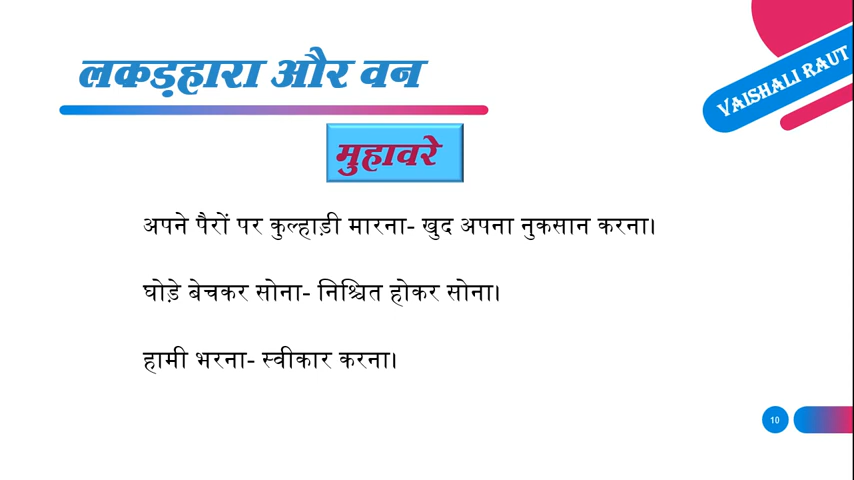 लकड़हारा और वन
VAISHALI RAUT
मुहावरे
अपने पैरों पर कुल्हाड़ी मारना- खुद अपना नुकसान करना।
घोड़े बेचकर सोना- निश्चित होकर सोना।
हामी भरना- स्वीकार करना।
10